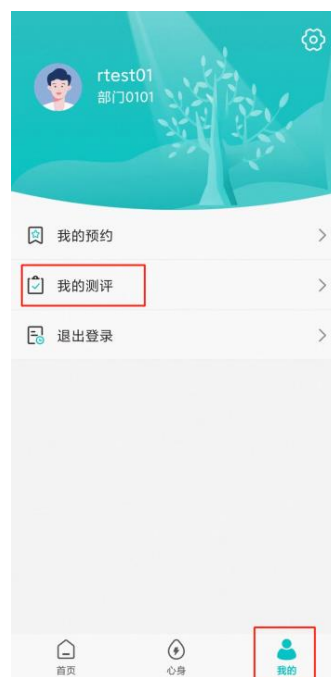 rtest01
部门0101
我的预约
我的测评
退出登录
首页
心身
我的